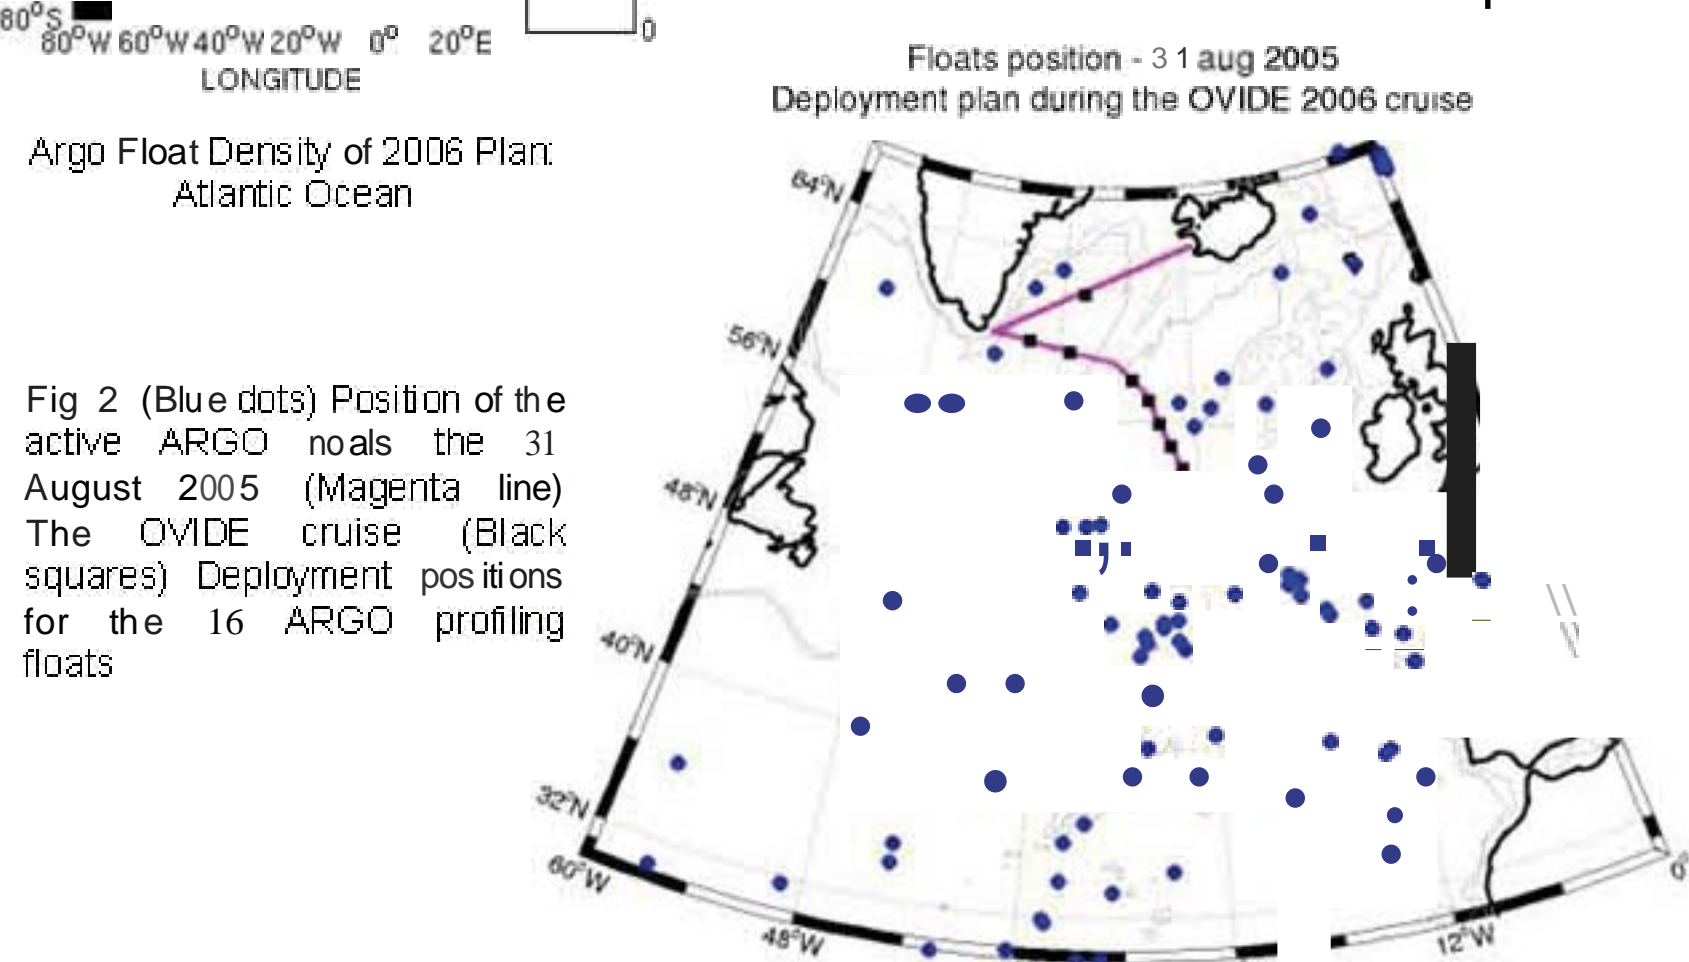 80°S
80°W 60°W 40°W 20°W 0° 20°E
0
LONGITUDE
Argo Float Density of 2006 Plan:
Atlantic Ocean
Fig 2 (Blue dots) Position of the
active ARGO noals the 31
August 2005 (Magenta line)
The OVIDE cruise (Black
squares) Deployment positions
for the 16 ARGO profiling
floats
Floats position - 31 aug 2005
Deployment plan during the OVIDE 2006 cruise
64°N
56°N
48°N
40°N
32°N
60°W
48°W
12°W
0°